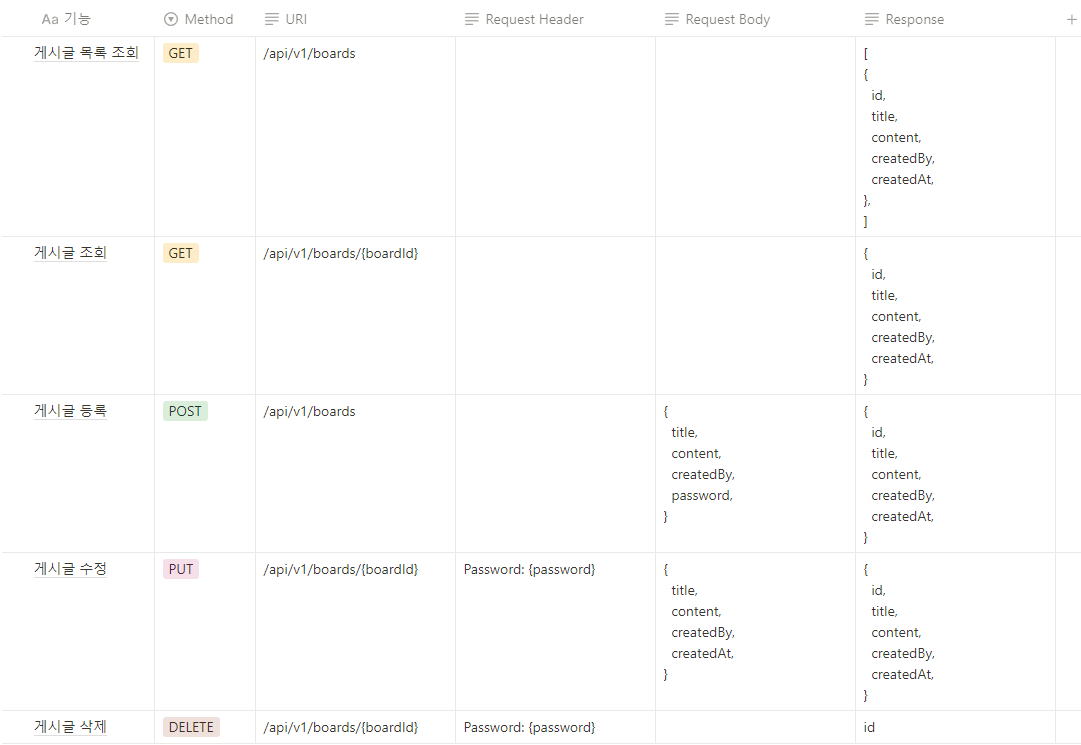 Aa 기능 Method URI Request Header Request Body Response
게시글 목록 조회 GET /api/v1/boards [
{
id,
title,
content,
createdBy,
createdAt,
},
]
게시글 조회 GET /api/v1/boards/{boardId} {
id,
title,
content,
createdBy,
createdAt,
}
게시글 등록 POST /api/v1/boards
{
title,
content,
createdBy,
password,
}
{
id,
title,
content,
createdBy,
createdAt,
}
게시글 수정 PUT /api/v1/boards/{boardId} Password: {password}
{
title,
content,
createdBy,
createdAt,
}
{
id,
title,
content,
createdBy,
createdAt,
}
게시글 삭제 DELETE /api/v1/boards/{boardId} Password: {password} id